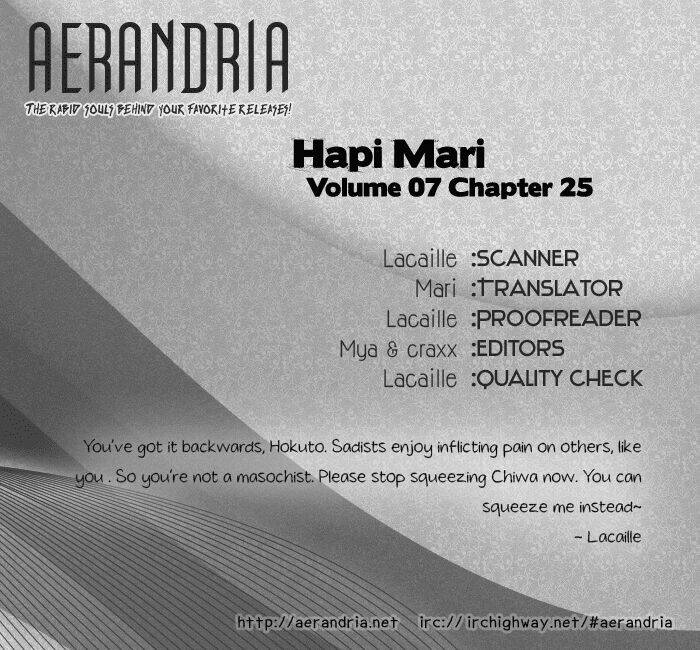 AERANDRIA
THE RABID SOULS BEHIND YOUR FAVORITE RELEASES!
Hapi Mari
Volume 07 Chapter 25
Lacaille :SCANNER
Mari :TRANSLATOR
Lacaille :PROOFREADER
Mya & craxx :EDITORS
Lacaille :QUALITY CHECK
You've got it backwards, Hokuto. Sadists enjoy inflicting pain on others, like
you . So you're not a masochist. Please stop squeezing Chiwa now. You can
squeeze me instead~
~ Lacaille
http://aerandria.net irc://irchighway.net/#aerandria